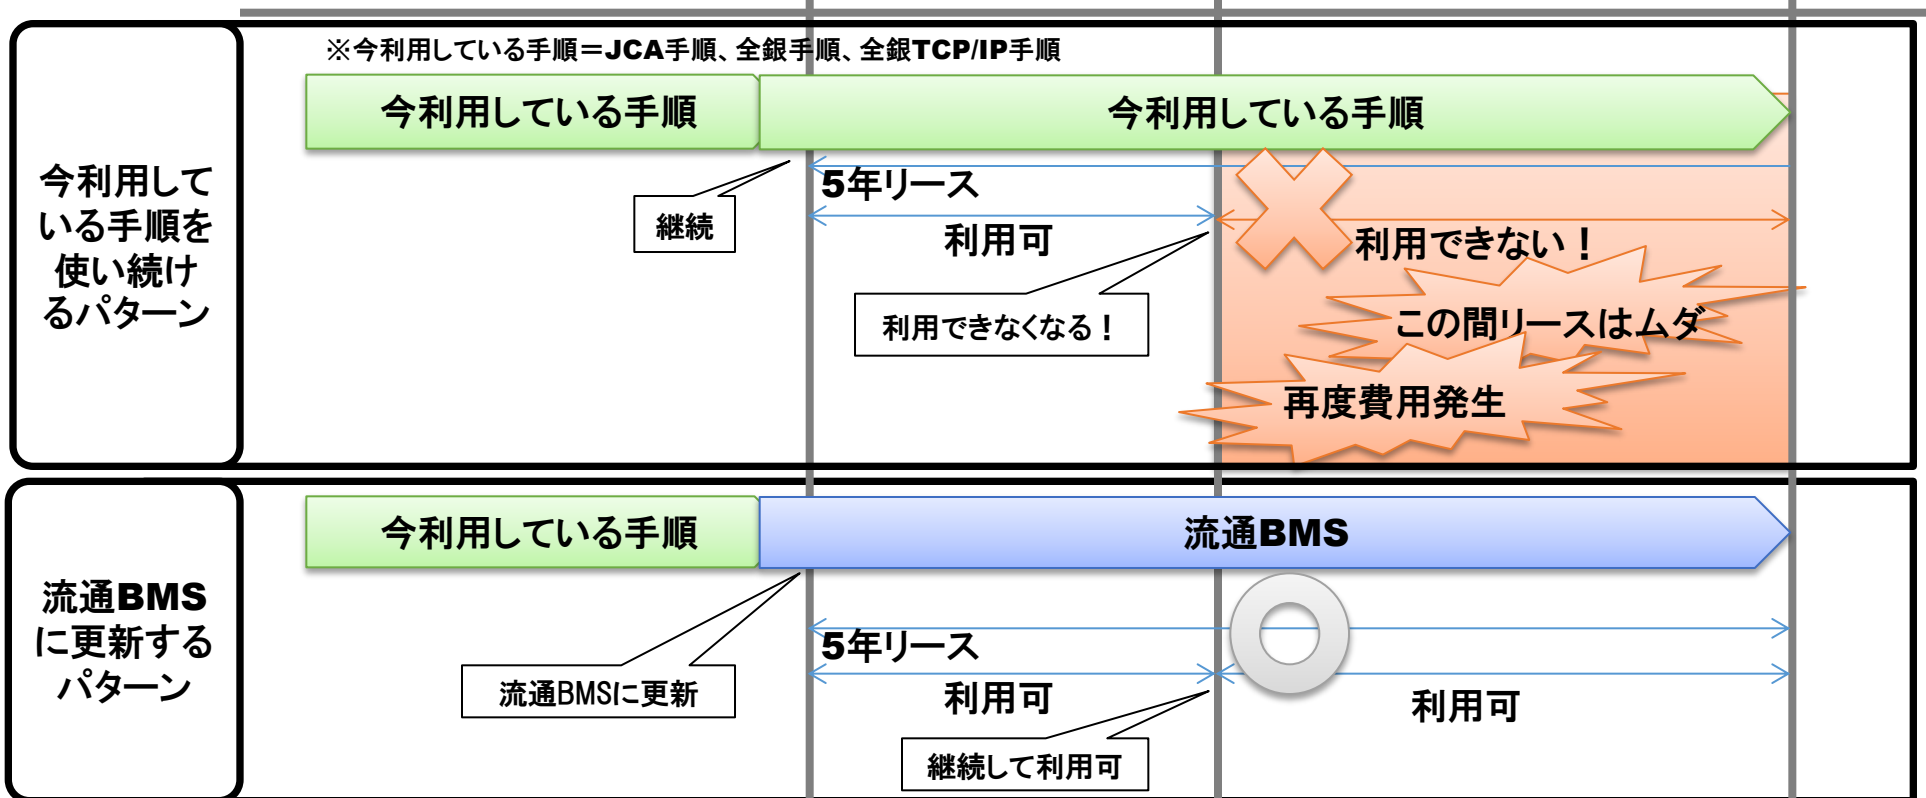 ※今利用している手順＝JCA手順、全銀手順、全銀TCP/IP手順
今利用している手順
今利用している手順
今利用して
いる手順を
使い続け
るパターン
5年リース
継続
利用可
利用できない！
利用できなくなる！
この間リースはムダ
再度費用発生
今利用している手順
流通BMS
流通BMS
に更新する
パターン
5年リース
流通BMSに更新
利用可
利用可
継続して利用可